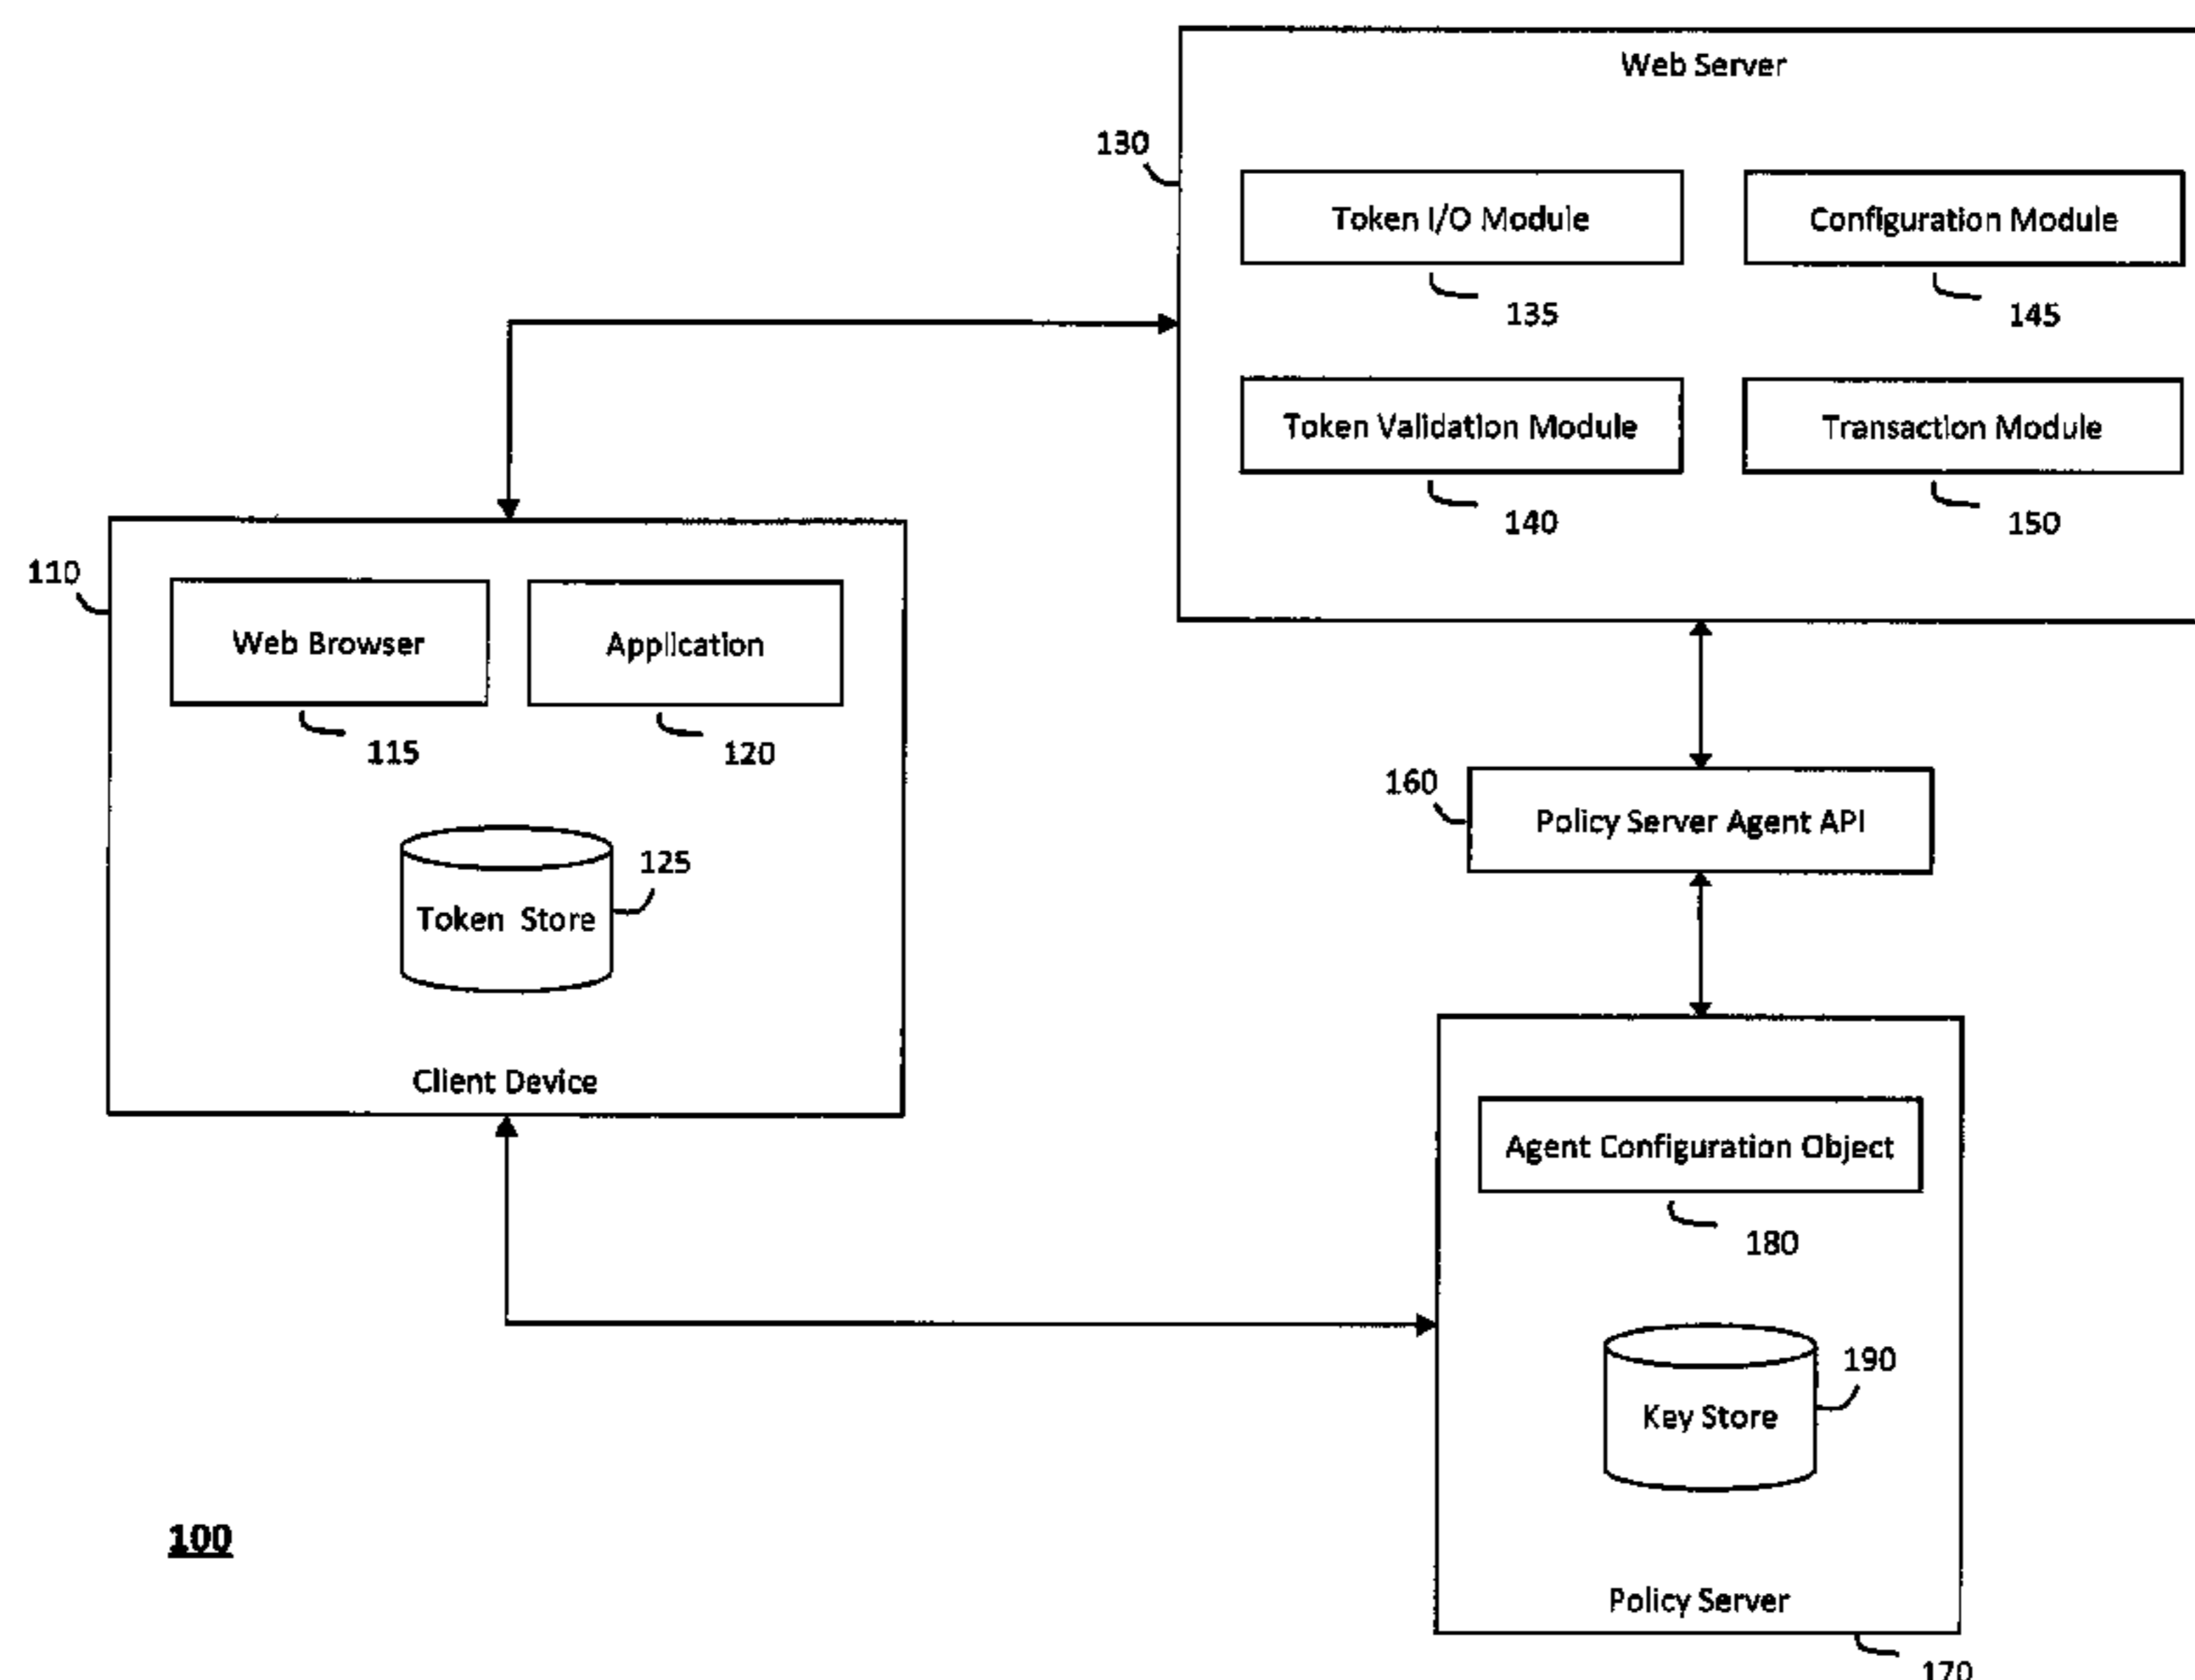 Web Server
130
Token I/O Module
Configuration Module
135
145
Token Validation Module
Transaction Module
140
150
110
Web Browser
Application
115
120
125
Token Store
Client Device
160
Policy Server Agent API
Agent Configuration Object
180
190
Key Store
100
Policy Server
170